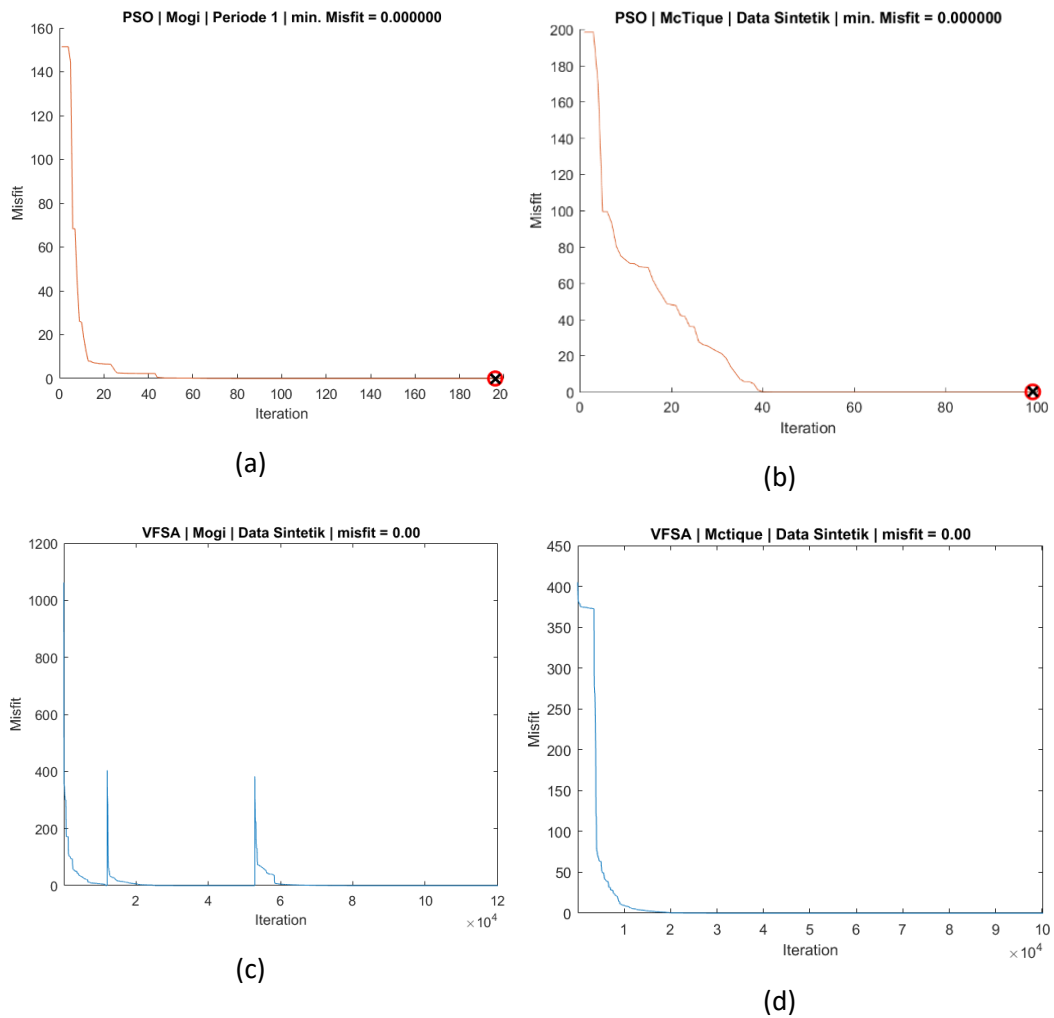 PSO | Mogi | Periode 1 | min. Misfit = 0.000000
160
140
120
100
80
60
40
20
0
Misfit
0 20 40 60 80 100 120 140 160 180 200
Iteration
(a)
PSO | McTique | Data Sintetik | min. Misfit = 0.000000
200
180
160
140
120
100
80
60
40
20
0
Misfit
0 20 40 60 80 100
Iteration
(b)
VFSA | Mogi | Data Sintetik | misfit = 0.00
1200
1000
800
600
400
200
0
Misfit
2 4 6 8 10 12
Iteration
×10⁴
(c)
VFSA | Mctique | Data Sintetik | misfit = 0.00
450
400
350
300
250
200
150
100
50
0
Misfit
1 2 3 4 5 6 7 8 9 10
Iteration
×10⁴
(d)